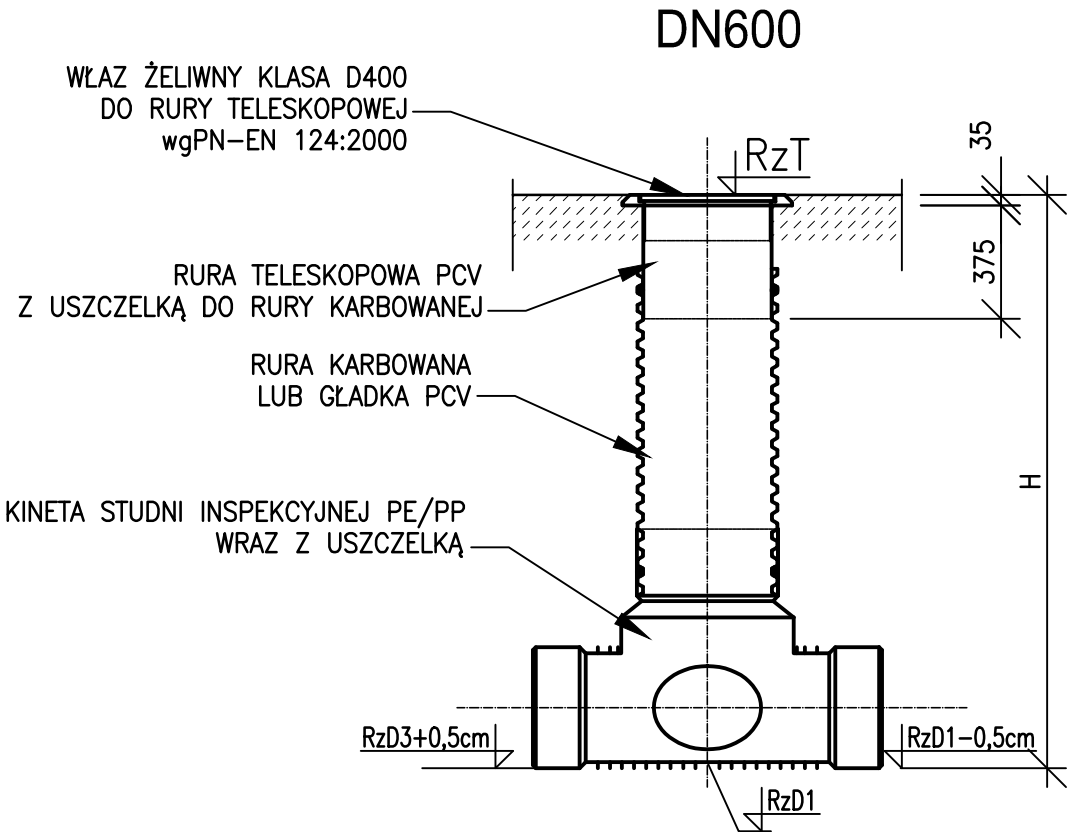 DN600
WŁAZ ŻELIWNY KLASA D400
DO RURY TELESKOPOWEJ
wgPN-EN 124:2000
RzT
35
375
RURA TELESKOPOWA PCV
Z USZCZELKĄ DO RURY KARBOWANEJ
RURA KARBOWANA
LUB GŁADKA PCV
H
KINETA STUDNI INSPEKCYJNEJ PE/PP
WRAZ Z USZCZELKĄ
RzD3+0,5cm
RzD1-0,5cm
RzD1